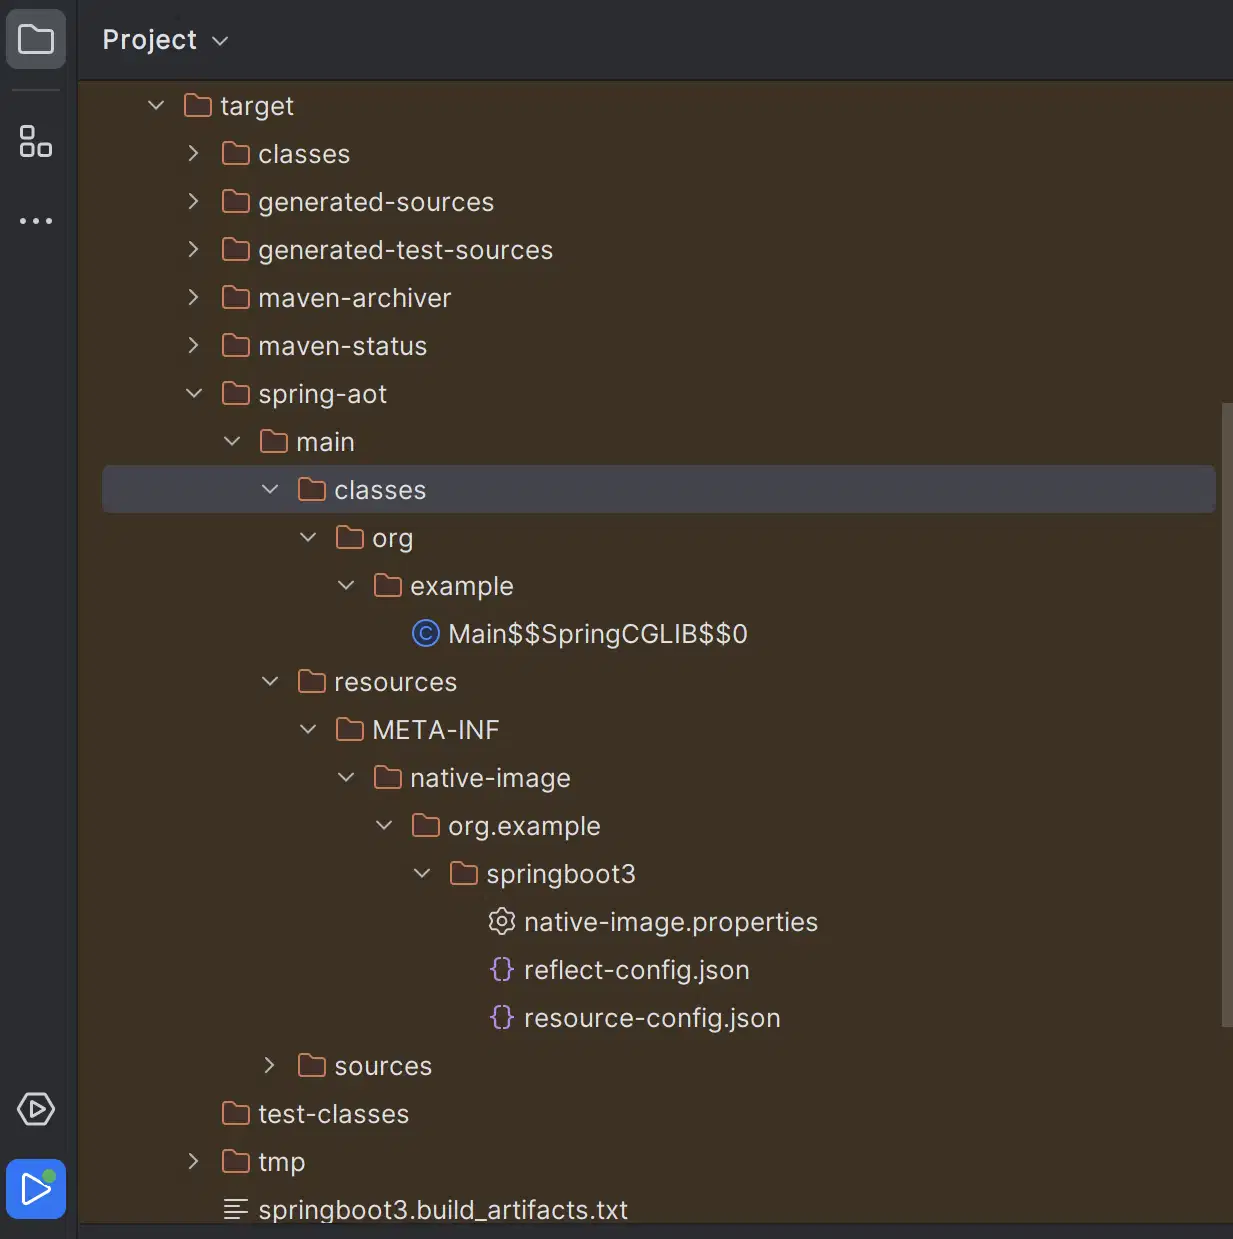 Project
target
classes
generated-sources
generated-test-sources
maven-archiver
maven-status
spring-aot
main
classes
org
example
Main$$SpringCGLIB$$0
resources
META-INF
native-image
org.example
springboot3
native-image.properties
reflect-config.json
resource-config.json
sources
test-classes
tmp
springboot3.build_artifacts.txt